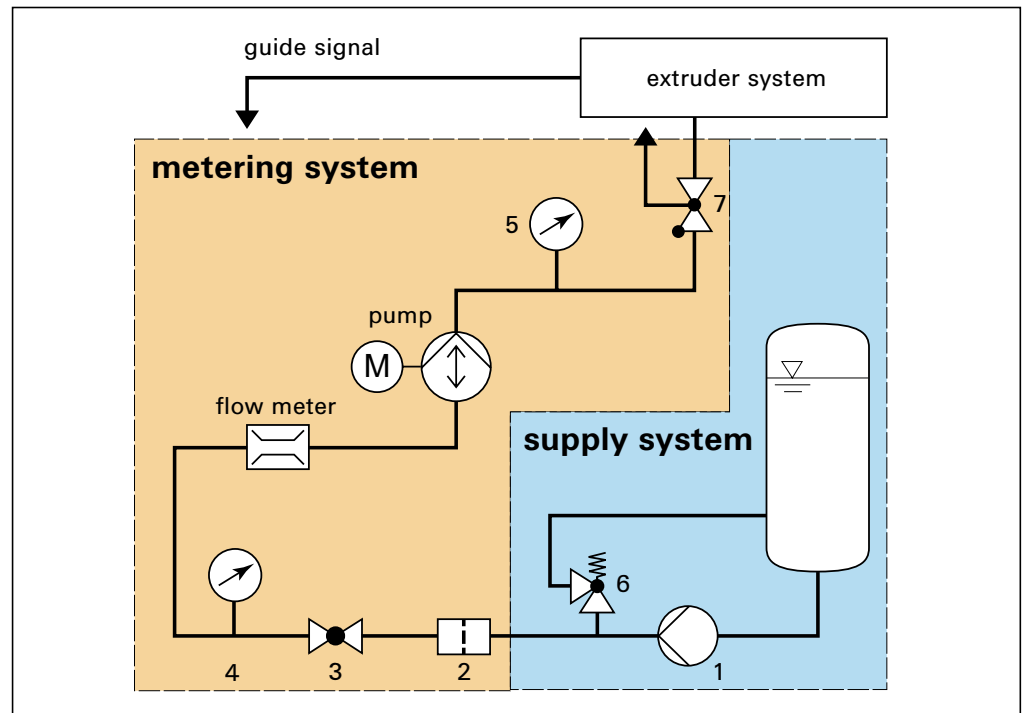 guide signal
extruder system
metering system
7
5
pump
M
flow meter
supply system
6
4
3
2
1